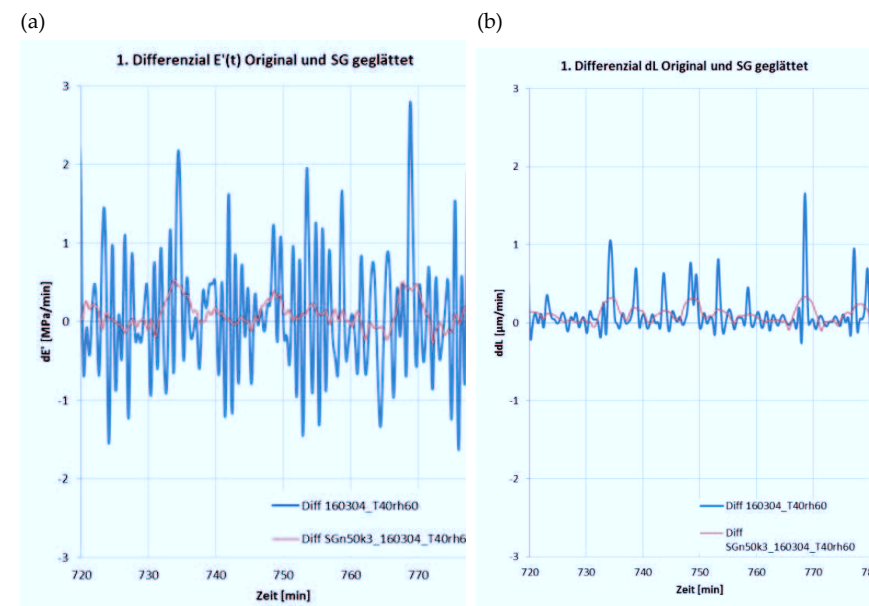 (a)
(b)
1. Differenzial E'(t) Original und SG geglättet
3
2
1
0
-1
-2
-3
dE' [MPa/min]
Diff 160304_T40rh60
Diff SGn50k3_160304_T40rh6
720
730
740
750
760
770
Zeit [min]
1. Differenzial dL Original und SG geglättet
3
2
1
0
-1
-2
-3
ddL [µm/min]
Diff 160304_T40rh60
Diff
SGn50k3_160304_T40rh60
720
730
740
750
760
770
78
Zeit [min]